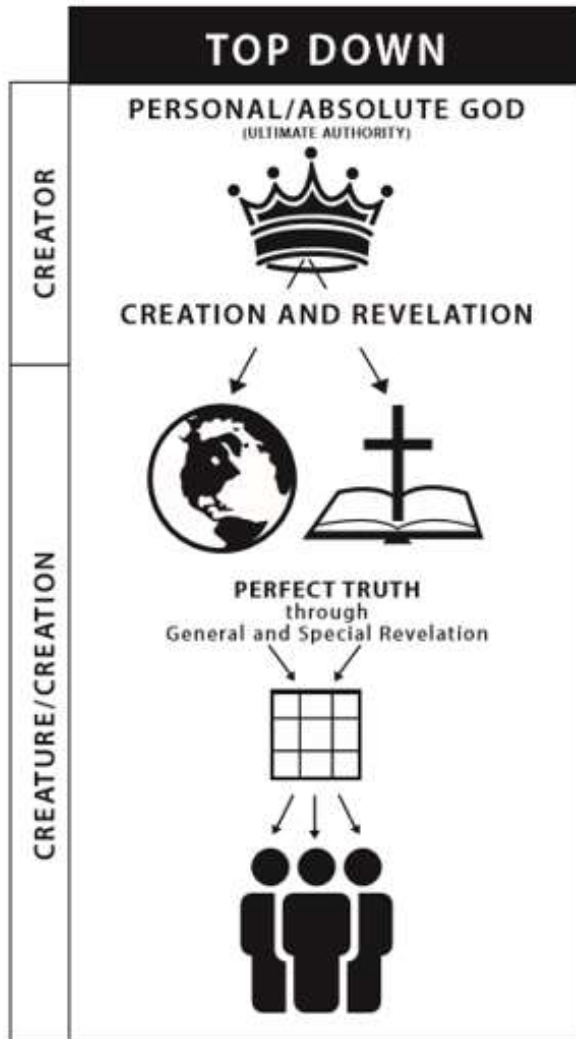 TOP DOWN
CREATOR
PERSONAL/ABSOLUTE GOD
(ULTIMATE AUTHORITY)
CREATION AND REVELATION
CREATURE/CREATION
PERFECT TRUTH
through
General and Special Revelation